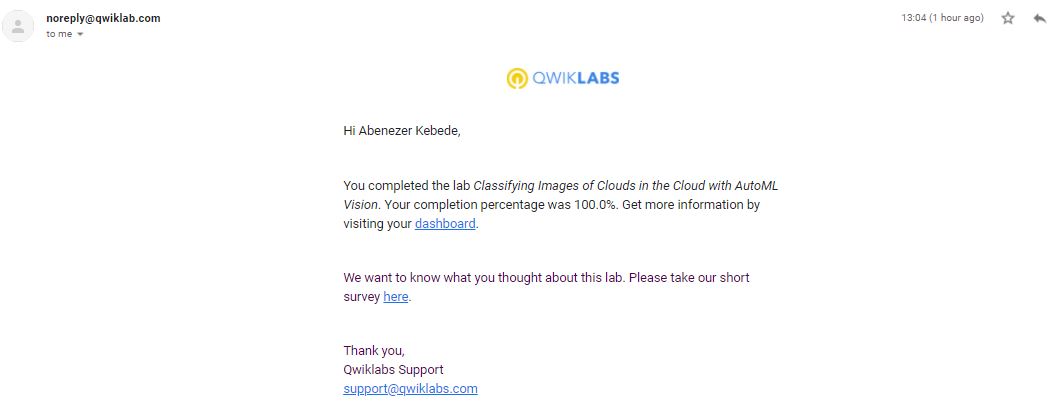 noreply@qwiklab.com
13:04 (1 hour ago)
to me
QWIKLABS
Hi Abenezer Kebede,
You completed the lab Classifying Images of Clouds in the Cloud with AutoML
Vision. Your completion percentage was 100.0%. Get more information by
visiting your dashboard.
We want to know what you thought about this lab. Please take our short
survey here.
Thank you,
Qwiklabs Support
support@qwiklabs.com